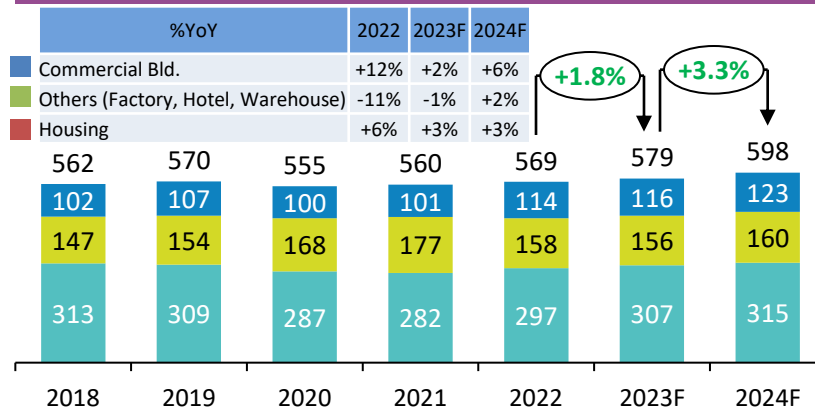 %YoY 2022 2023F 2024F
Commercial Bld. +12% +2% +6%
Others (Factory, Hotel, Warehouse) -11% -1% +2%
Housing +6% +3% +3%
+1.8% +3.3%
562 570 555 560 569 579 598
102 107 100 101 114 116 123
147 154 168 177 158 156 160
313 309 287 282 297 307 315
2018 2019 2020 2021 2022 2023F 2024F